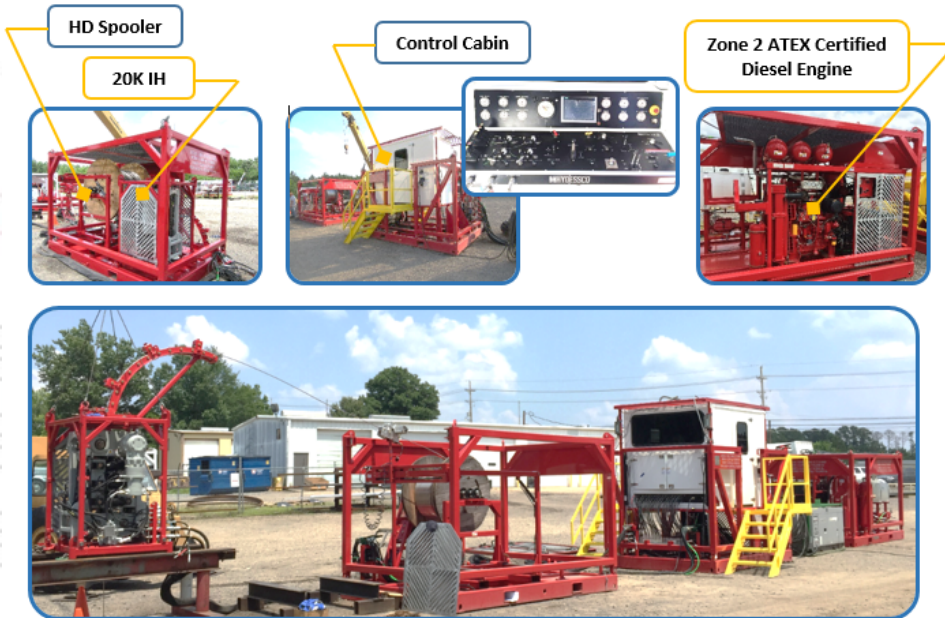 HD Spooler
20K IH
Control Cabin
Zone 2 ATEX Certified
Diesel Engine